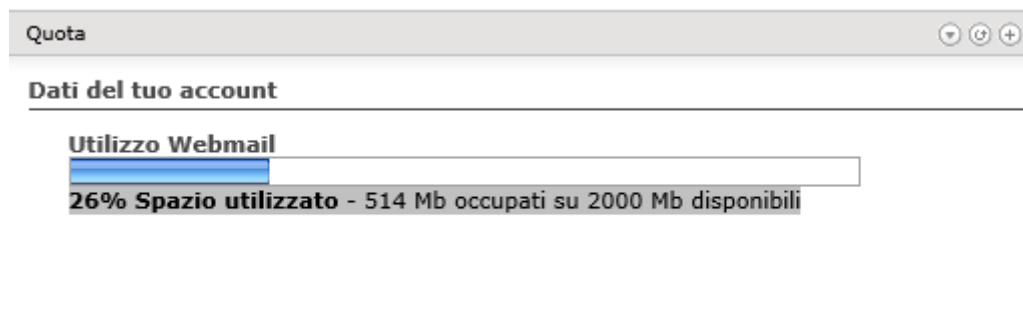 Quota
Dati del tuo account
Utilizzo Webmail
26% Spazio utilizzato - 514 Mb occupati su 2000 Mb disponibili